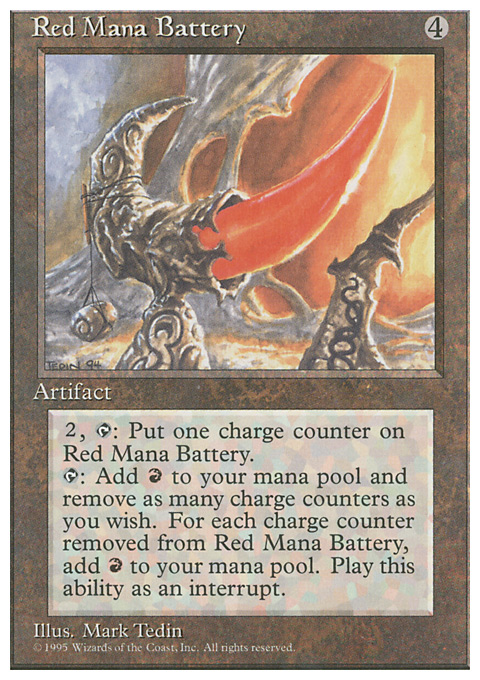 Red Mana Battery 4
TEDIN 94
Artifact
2, : Put one charge counter on
Red Mana Battery.
: Add to your mana pool and
remove as many charge counters as
you wish. For each charge counter
removed from Red Mana Battery,
add to your mana pool. Play this
ability as an interrupt.
Illus. Mark Tedin
© 1995 Wizards of the Coast, Inc. All rights reserved.